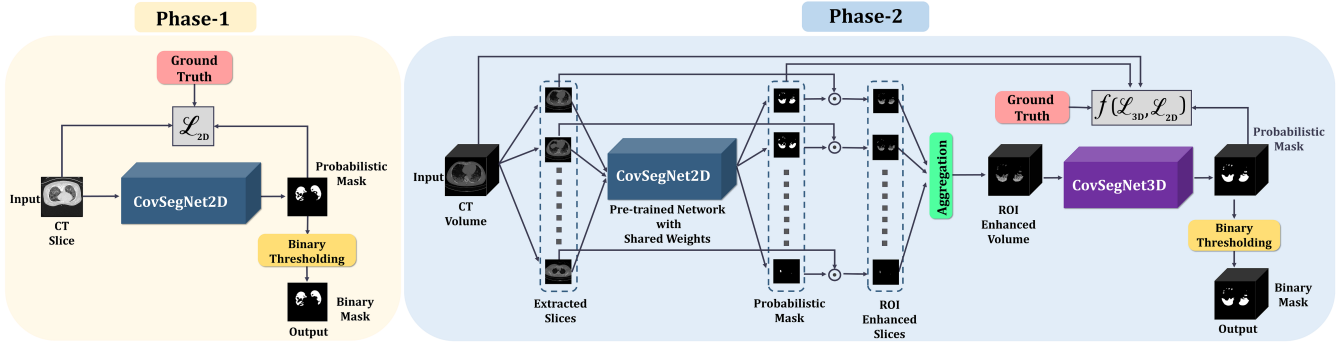 Phase-1
Ground
Truth
ℒ2D
Input
CT
Slice
CovSegNet2D
Probabilistic
Mask
Binary
Thresholding
Binary
Mask
Output
Phase-2
Input
CT
Volume
Extracted
Slices
CovSegNet2D
Pre-trained Network
with
Shared Weights
Probabilistic
Mask
ROI
Enhanced
Slices
Aggregation
ROI
Enhanced
Volume
Ground
Truth
f(ℒ3D,ℒ2D)
CovSegNet3D
Probabilistic
Mask
Binary
Thresholding
Binary
Mask
Output